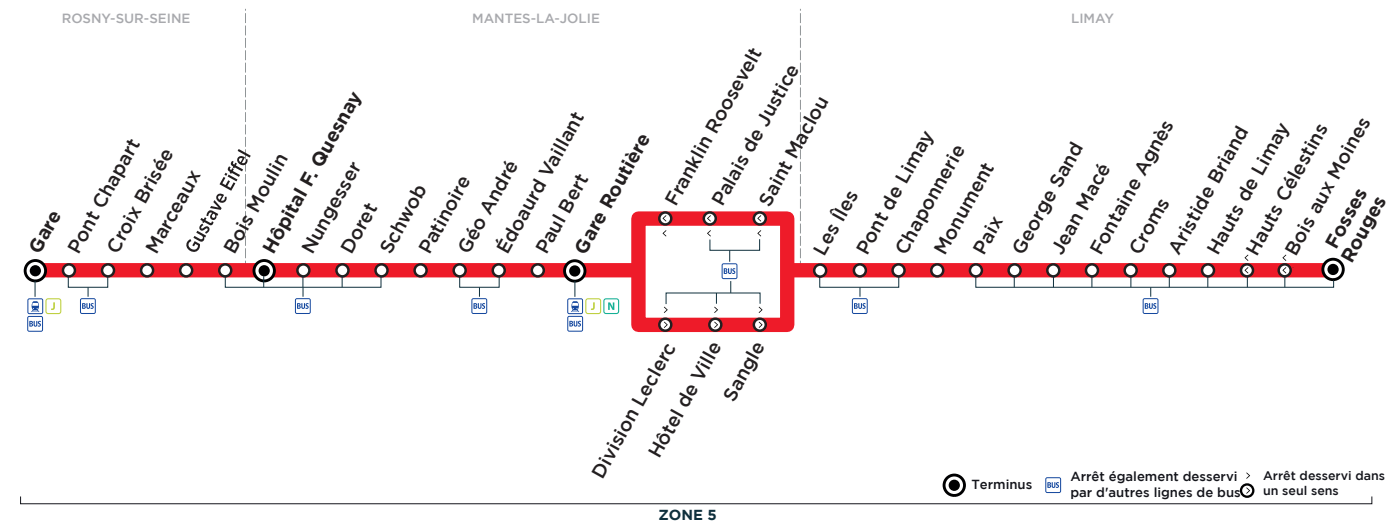 ROSNY-SUR-SEINE
MANTES-LA-JOLIE
LIMAY
Gare
Pont Chapart
Croix Brisée
Marceaux
Gustave Eiffel
Bois Moulin
Hôpital F. Quesnay
Nungesser
Doret
Schwob
Patinoire
Géo André
Édoaurd Vaillant
Paul Bert
Gare Routière
Franklin Roosevelt
Palais de Justice
Saint Maclou
Division Leclerc
Hôtel de Ville
Sangle
Les Îles
Pont de Limay
Chaponnerie
Monument
Paix
George Sand
Jean Macé
Fontaine Agnès
Croms
Aristide Briand
Hauts de Limay
Hauts Célestins
Bois aux Moines
Fosses
Rouges
J
BUS
BUS
BUS
BUS
J
N
BUS
BUS
BUS
BUS
Terminus
BUS
Arrêt également desservi
par d'autres lignes de bus
Arrêt desservi dans
un seul sens
ZONE 5